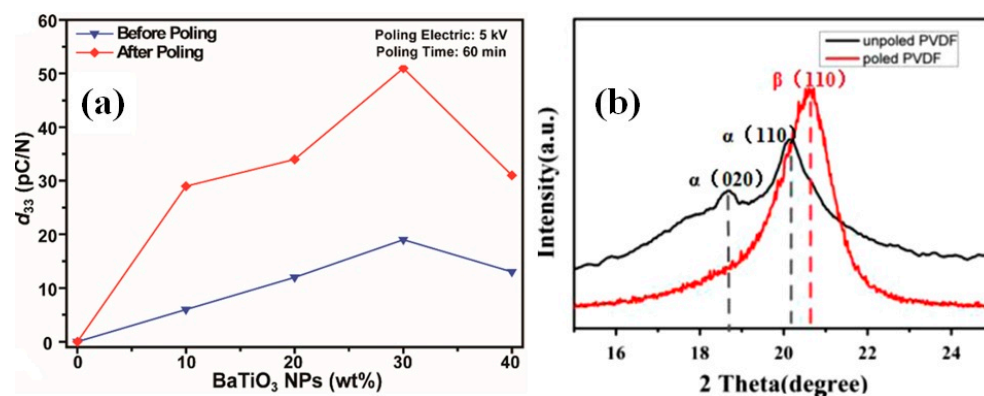 (a)
Before Poling
After Poling
Poling Electric: 5 kV
Poling Time: 60 min
d33 (pC/N)
60
50
40
30
20
10
0
0 10 20 30 40
BaTiO3 NPs (wt%)
(b)
unpoled PVDF
poled PVDF
β（110）
α（110）
α（020）
Intensity(a.u.)
16 18 20 22 24
2 Theta(degree)